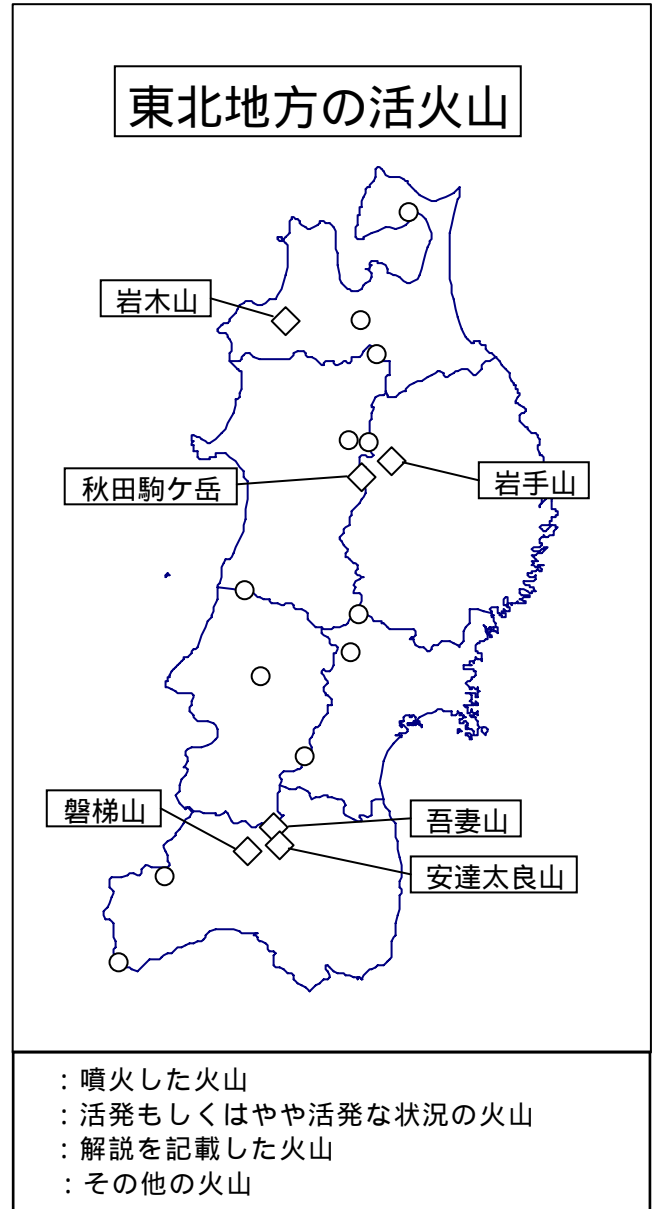 東北地方の活火山
岩木山
秋田駒ケ岳
岩手山
磐梯山
吾妻山
安達太良山
：噴火した火山
：活発もしくはやや活発な状況の火山
：解説を記載した火山
：その他の火山